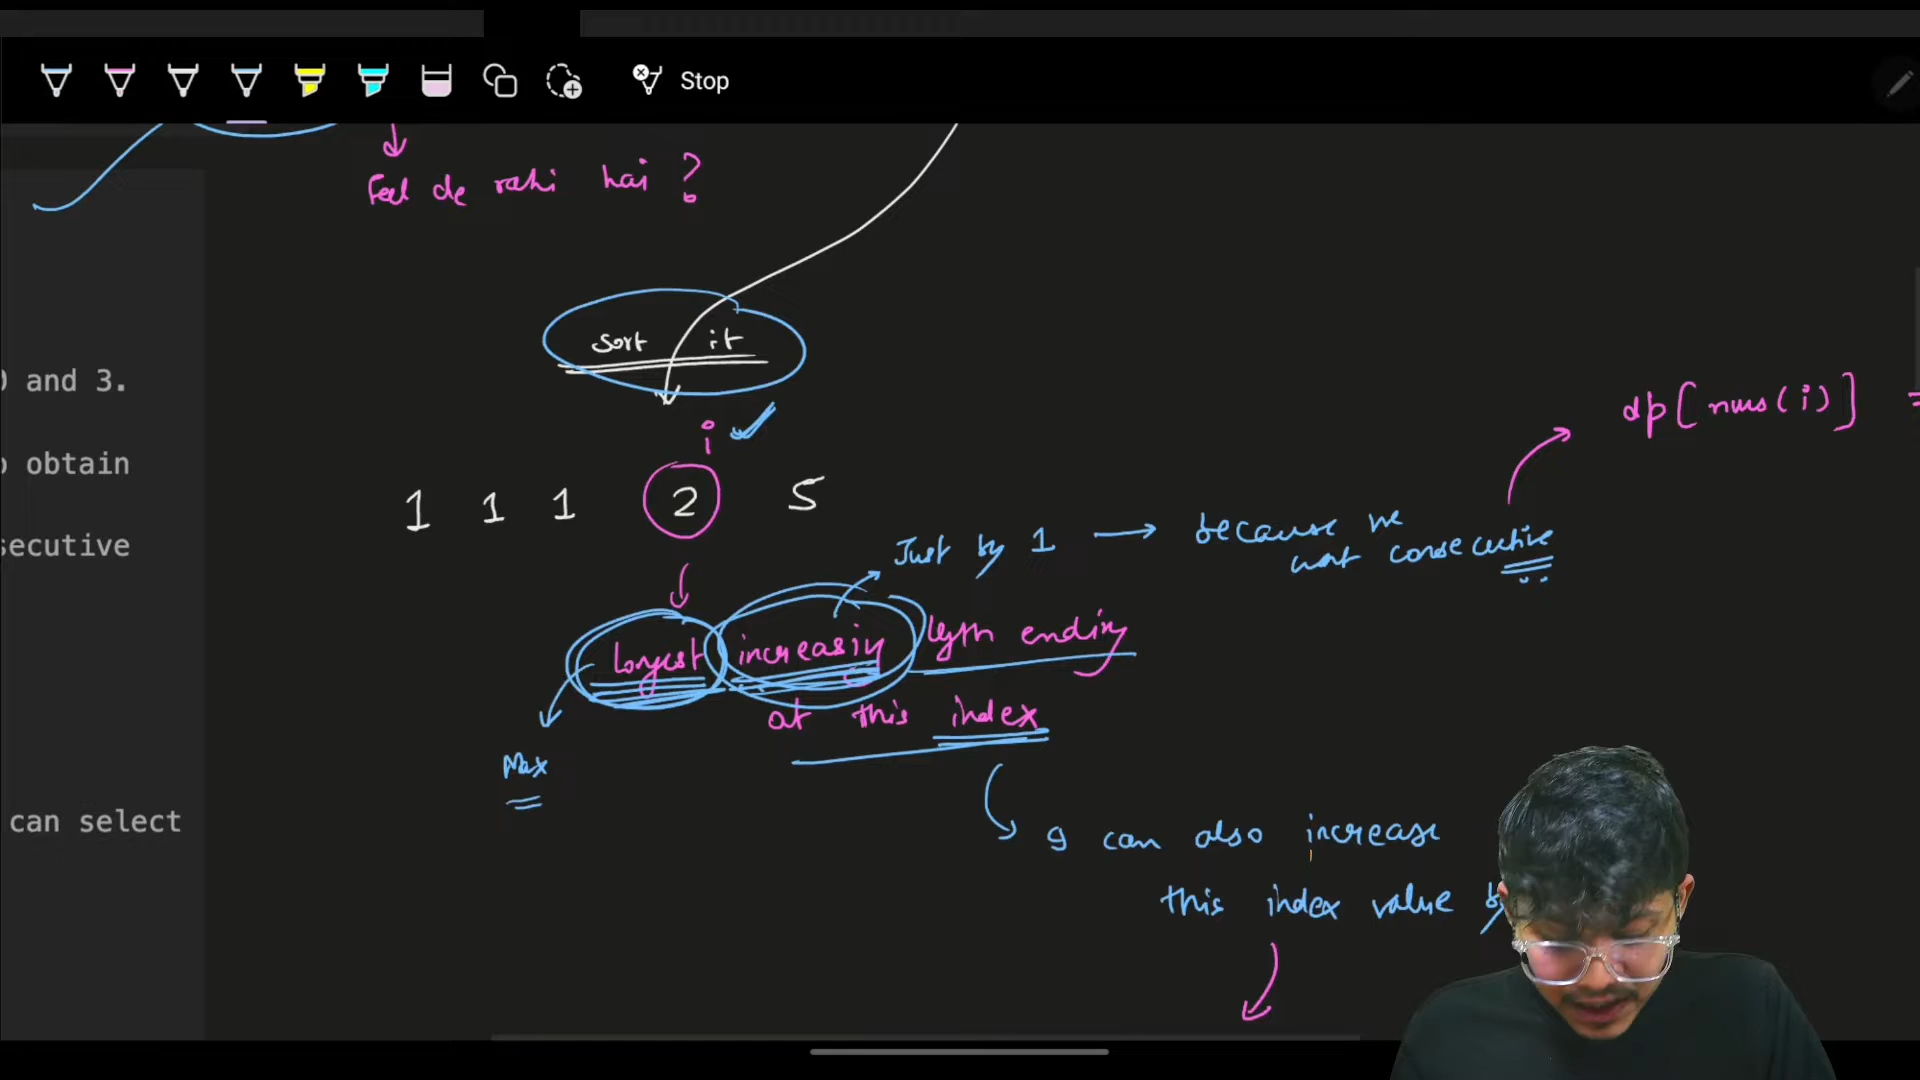 Stop
Feel de rahi hai ?
sort it
) and 3.
i
dp[nums(i)] =
o obtain
1 1 1 2 5
secutive
Just by 1 → because we
want consecutive
longest increasing length ending
at this index
Max
can select
I can also increase
this index value by